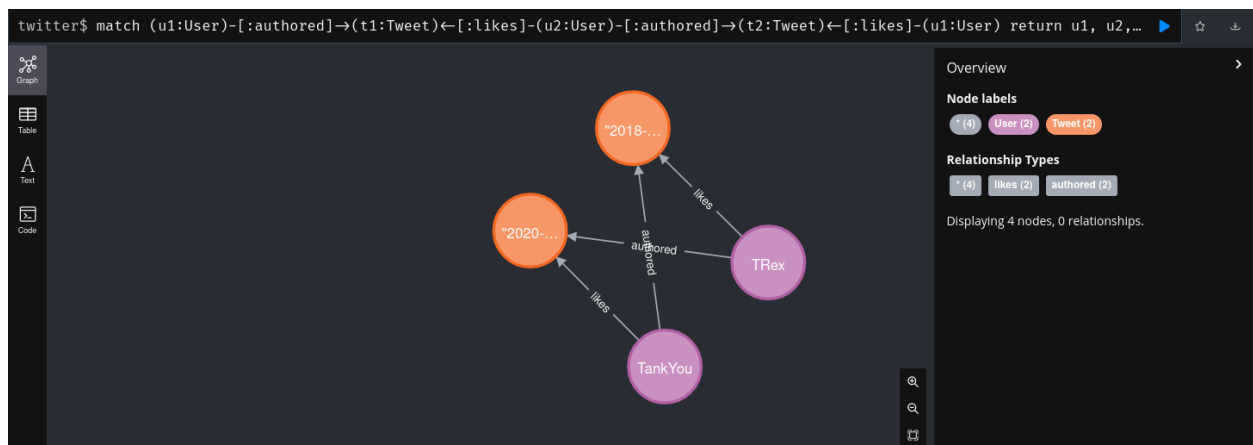 twitter$ match (u1:User)-[:authored]→(t1:Tweet)←[:likes]-(u2:User)-[:authored]→(t2:Tweet)←[:likes]-(u1:User) return u1, u2,…
Graph
Table
Text
Code
"2018-…
"2020-…
likes
authored
authored
likes
TRex
TankYou
Overview
Node labels
* (4) User (2) Tweet (2)
Relationship Types
* (4) likes (2) authored (2)
Displaying 4 nodes, 0 relationships.